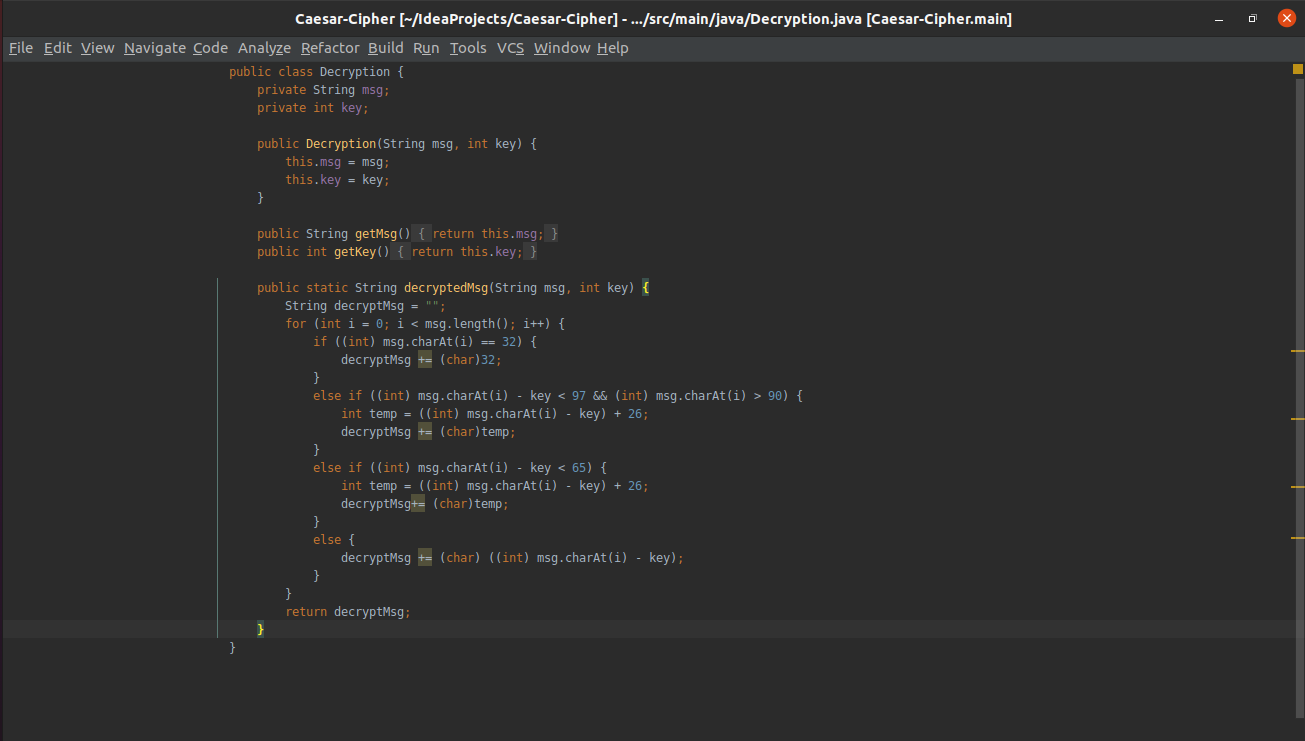 Caesar-Cipher [~/IdeaProjects/Caesar-Cipher] - .../src/main/java/Decryption.java [Caesar-Cipher.main]
File Edit View Navigate Code Analyze Refactor Build Run Tools VCS Window Help
public class Decryption {
    private String msg;
    private int key;

    public Decryption(String msg, int key) {
        this.msg = msg;
        this.key = key;
    }

    public String getMsg() { return this.msg; }
    public int getKey() { return this.key; }

    public static String decryptedMsg(String msg, int key) {
        String decryptMsg = "";
        for (int i = 0; i < msg.length(); i++) {
            if ((int) msg.charAt(i) == 32) {
                decryptMsg += (char)32;
            }
            else if ((int) msg.charAt(i) - key < 97 && (int) msg.charAt(i) > 90) {
                int temp = ((int) msg.charAt(i) - key) + 26;
                decryptMsg += (char)temp;
            }
            else if ((int) msg.charAt(i) - key < 65) {
                int temp = ((int) msg.charAt(i) - key) + 26;
                decryptMsg+= (char)temp;
            }
            else {
                decryptMsg += (char) ((int) msg.charAt(i) - key);
            }
        }
        return decryptMsg;
    }
}